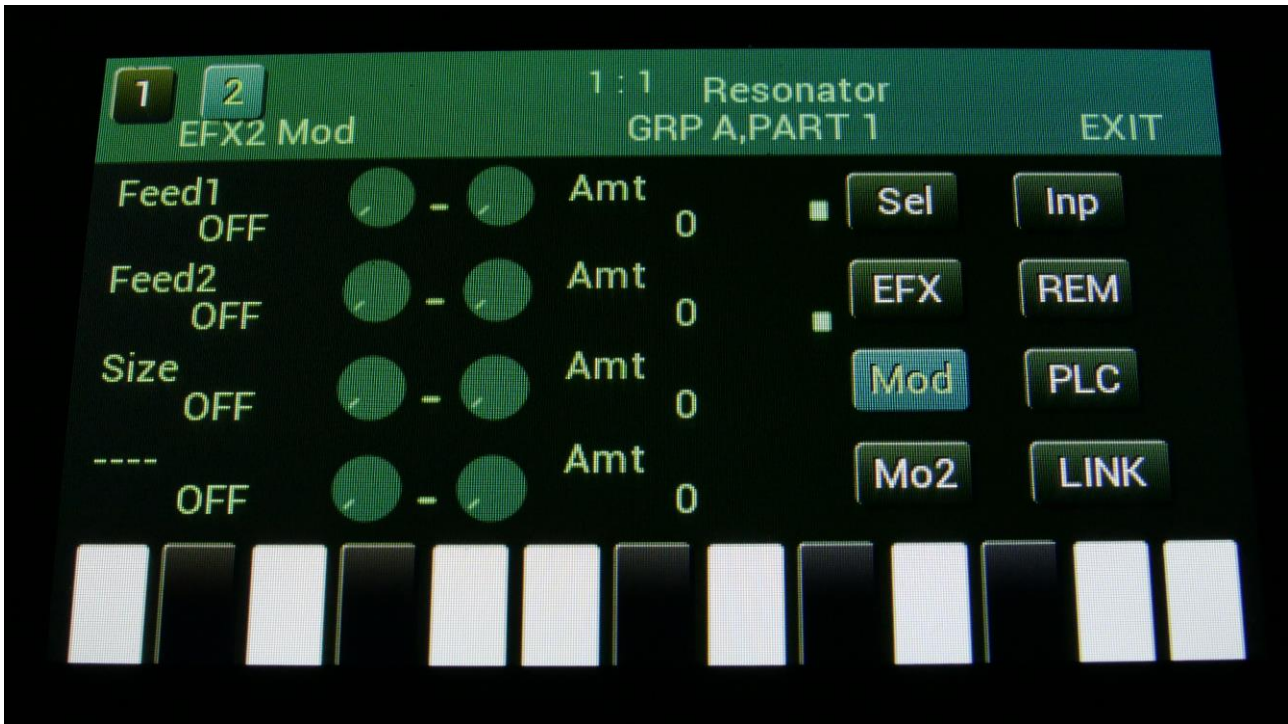 1 2 1 : 1 Resonator
EFX2 Mod GRP A,PART 1 EXIT
Feed1 Amt Sel Inp
OFF 0
Feed2 Amt EFX REM
OFF 0
Size Amt Mod PLC
OFF 0
---- Amt Mo2 LINK
OFF 0